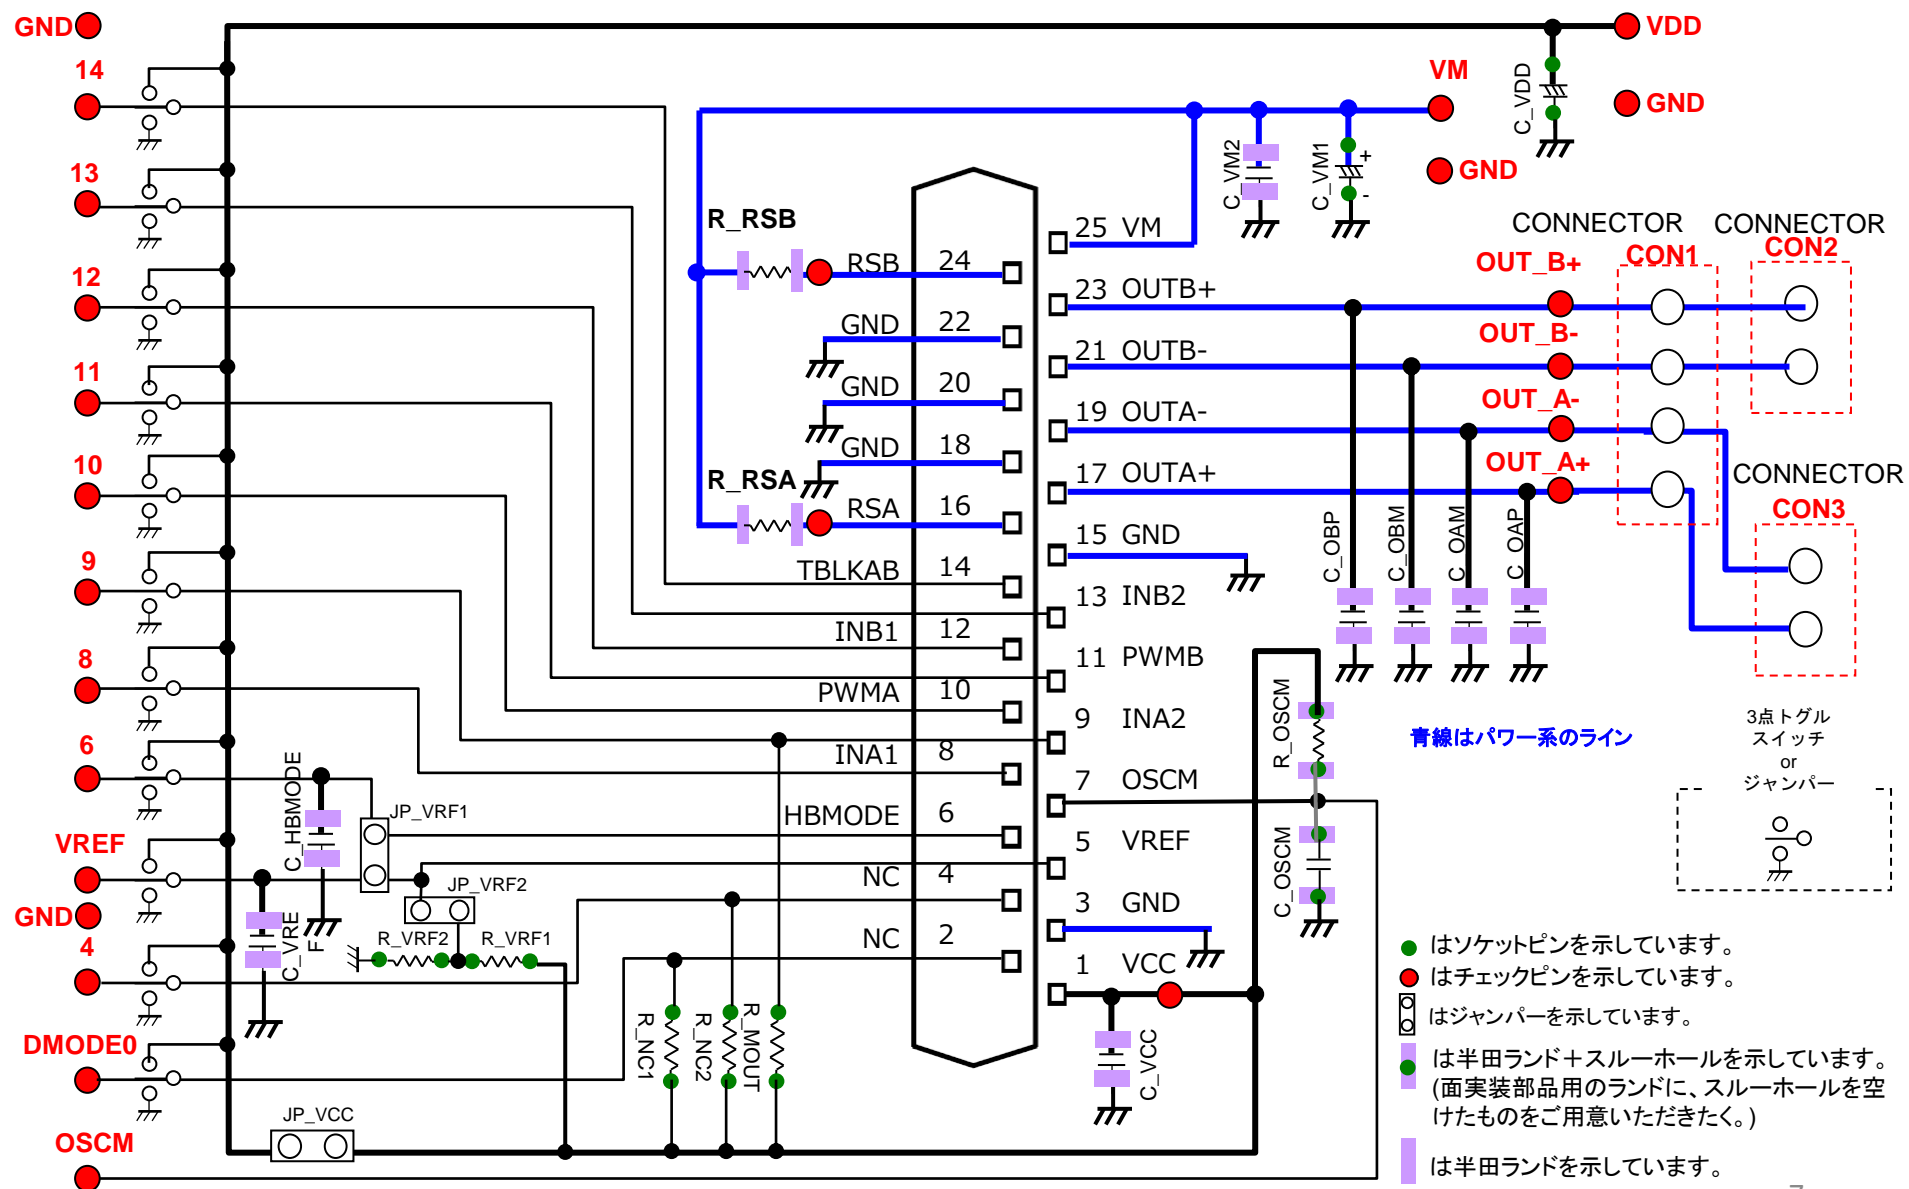 GND
VDD
14
VM
C_VDD
GND
13
C_VM2
C_VM1
+
-
GND
R_RSB
25 VM
CONNECTOR
CONNECTOR
CON1
CON2
12
RSB 24
OUT_B+
23 OUTB+
GND 22
OUT_B-
21 OUTB-
11
GND 20
OUT_A-
19 OUTA-
10
GND 18
OUT_A+
R_RSA
17 OUTA+
CONNECTOR
CON3
RSA 16
15 GND
C_OBP
C_OBM
C_OAM
C_OAP
9
TBLKAB 14
13 INB2
INB1 12
8
11 PWMB
PWMA 10
R_OSCM
9 INA2
青線はパワー系のライン
3点トグル
スイッチ
or
ジャンパー
6
INA1 8
7 OSCM
C_HBMODE
JP_VRF1
HBMODE 6
5 VREF
VREF
C_OSCM
JP_VRF2
NC 4
3 GND
GND
4
C_VRE
F
R_VRF2
R_VRF1
NC 2
1 VCC
はソケットピンを示しています。
はチェックピンを示しています。
R_NC1
R_NC2
R_MOUT
はジャンパーを示しています。
DMODE0
C_VCC
は半田ランド＋スルーホールを示しています。
(面実装部品用のランドに、スルーホールを空
けたものをご用意いただきたく。)
JP_VCC
OSCM
は半田ランドを示しています。